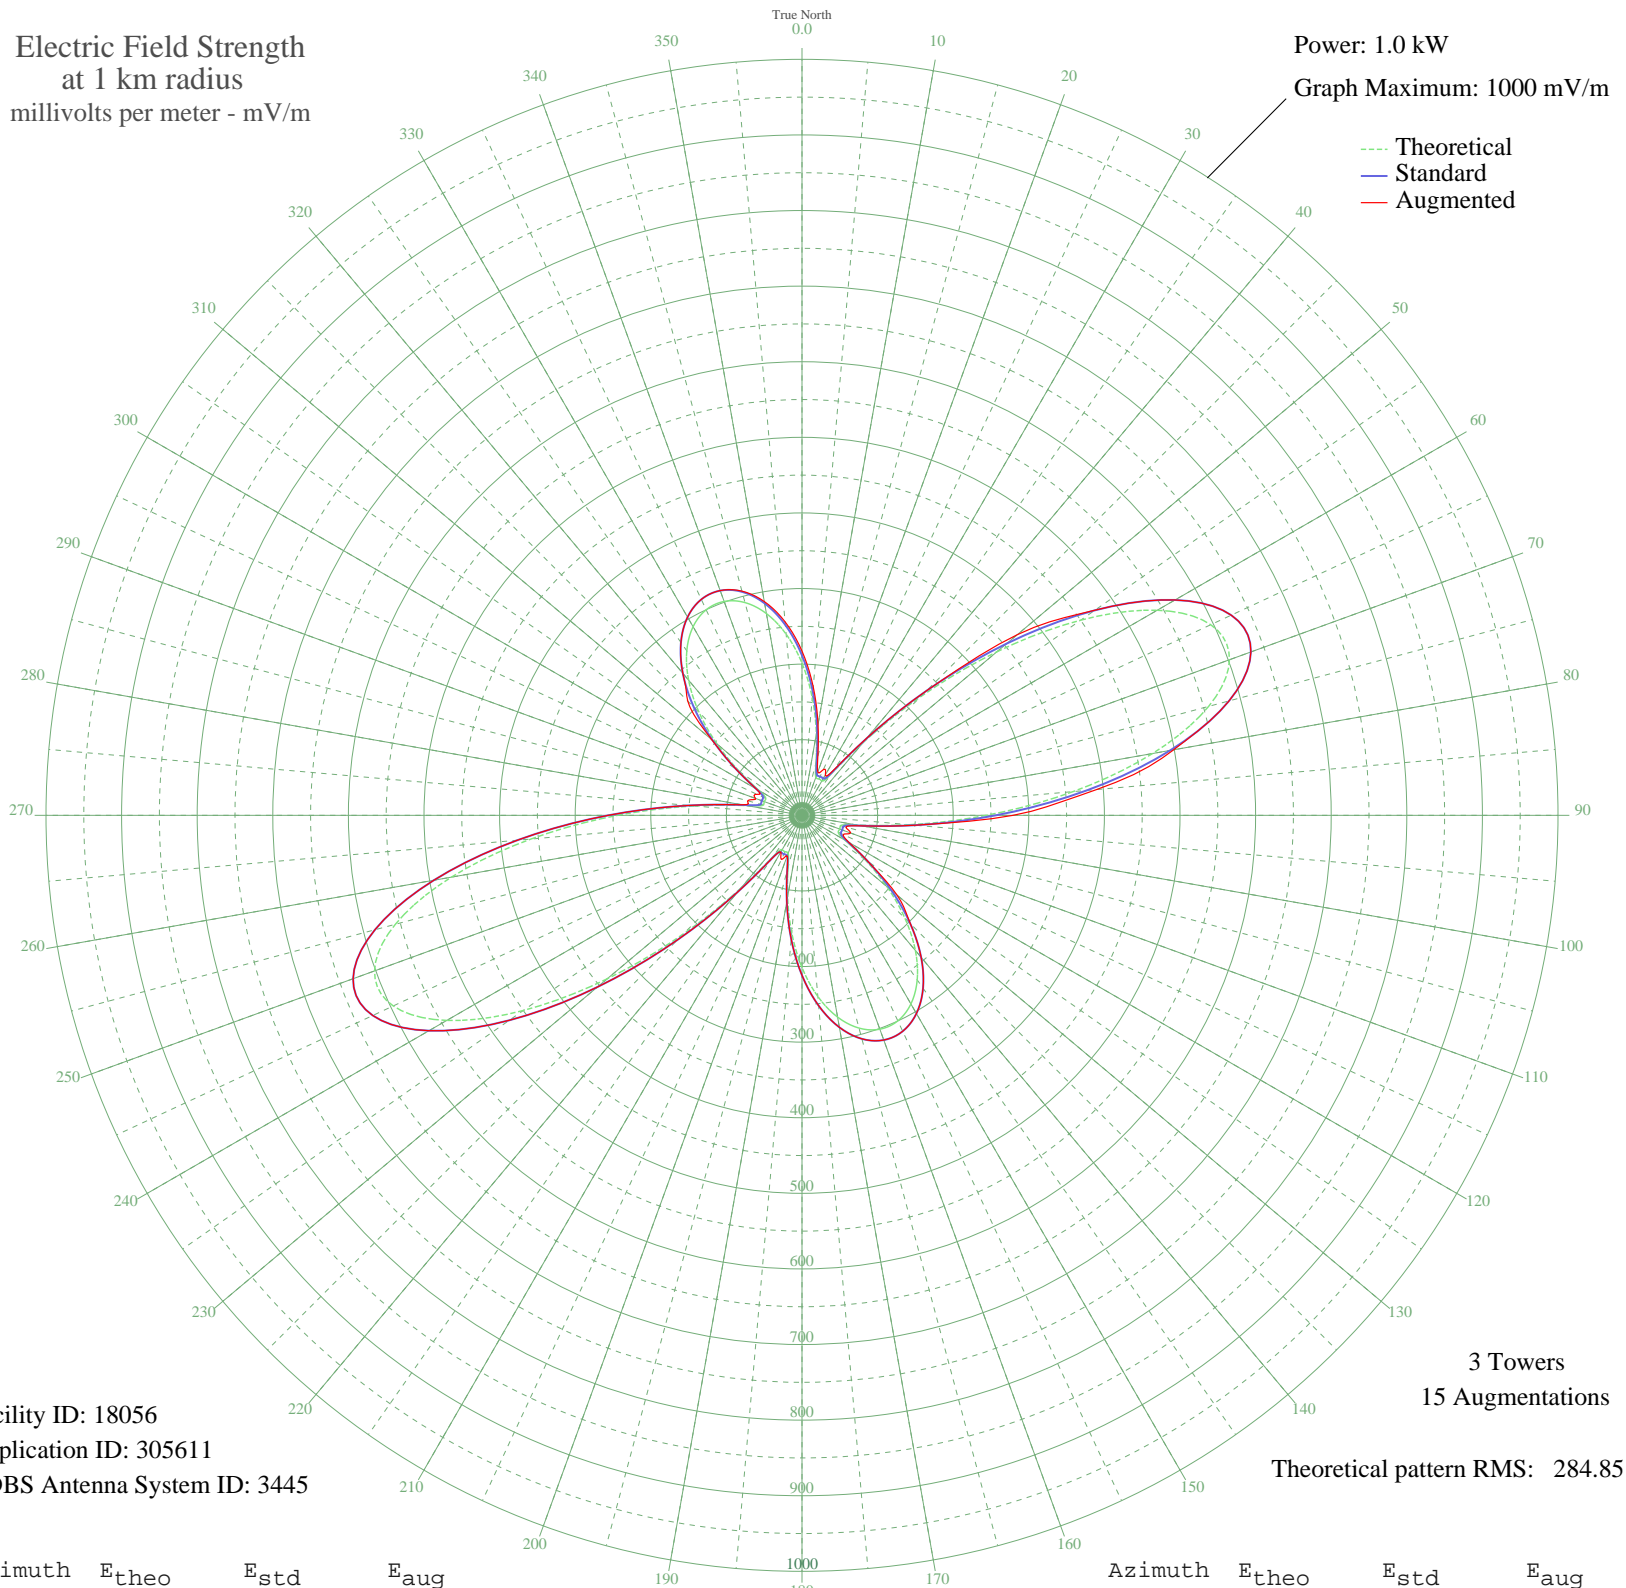 True North
0.0
Electric Field Strength
at 1 km radius
millivolts per meter - mV/m
Power: 1.0 kW
Graph Maximum: 1000 mV/m
Theoretical
Standard
Augmented
10
20
30
40
50
60
70
80
90
100
110
120
130
140
150
160
170
190
200
210
220
230
240
250
260
270
280
290
300
310
320
330
340
350
300
400
500
600
700
800
900
1000
3 Towers
15 Augmentations
Theoretical pattern RMS: 284.85
cility ID: 18056
plication ID: 305611
DBS Antenna System ID: 3445
imuth Etheo Estd Eaug
Azimuth Etheo Estd Eaug